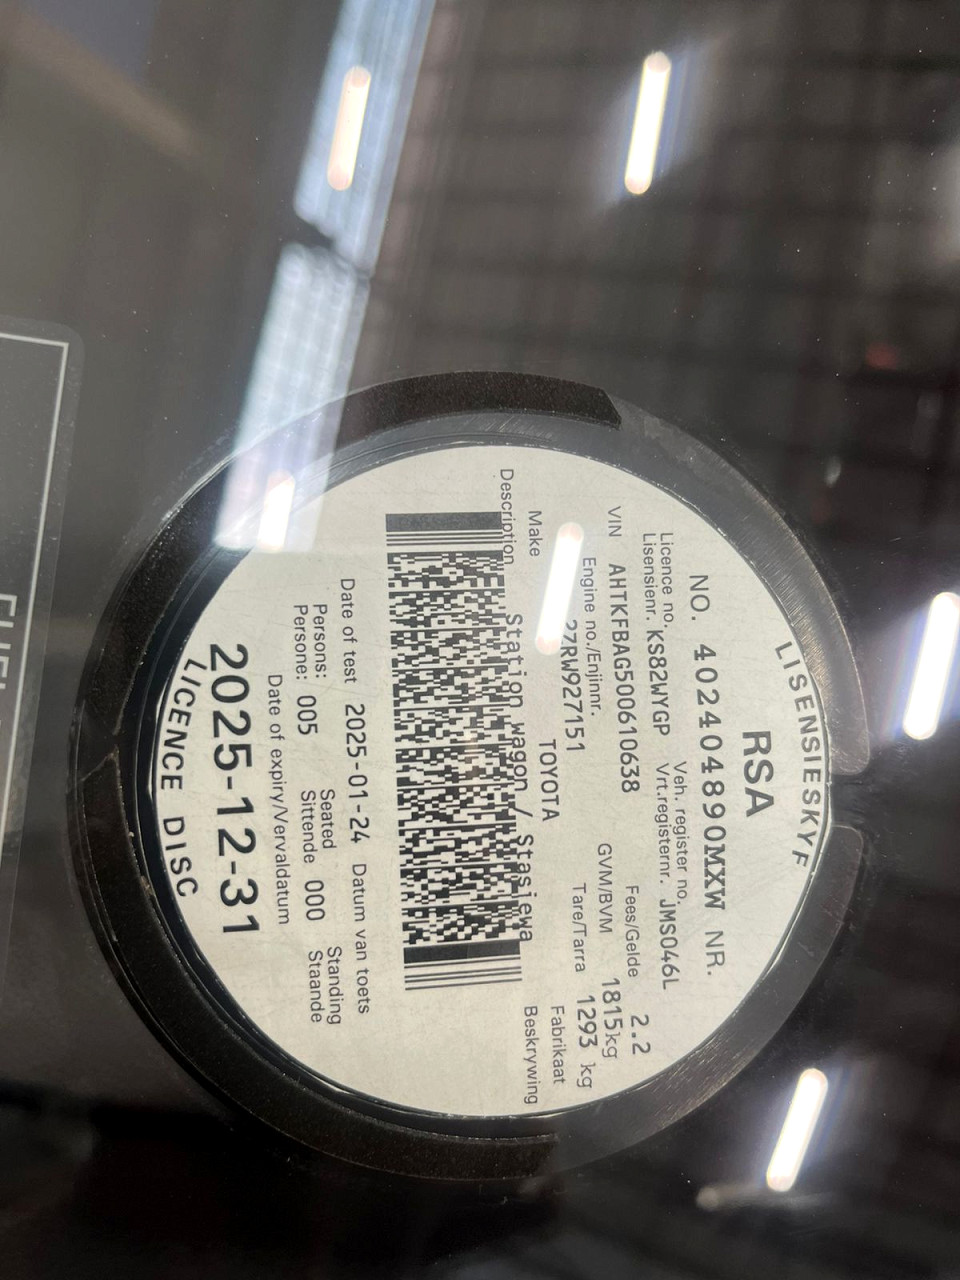 LISENSIESKYF
RSA
NO. 402404890MXW NR.
Licence no. Veh. register no.
Lisensienr. KS82WYGP Vrt.registernr. JMS046L
Fees/Gelde 2.2
VIN AHTKFBAG500610638 GVM/BVM 1815kg
Engine no./Enjinnr. Tare/Tarra 1293 kg
27RW927151
Make TOYOTA Fabrikaat
Description Station wagon / Stasiewa Beskrywing
Date of test 2025-01-24 Datum van toets
Persons: Seated Standing
Persone: 005 Sittende 000 Staande
Date of expiry/Vervaldatum
2025-12-31
LICENCE DISC